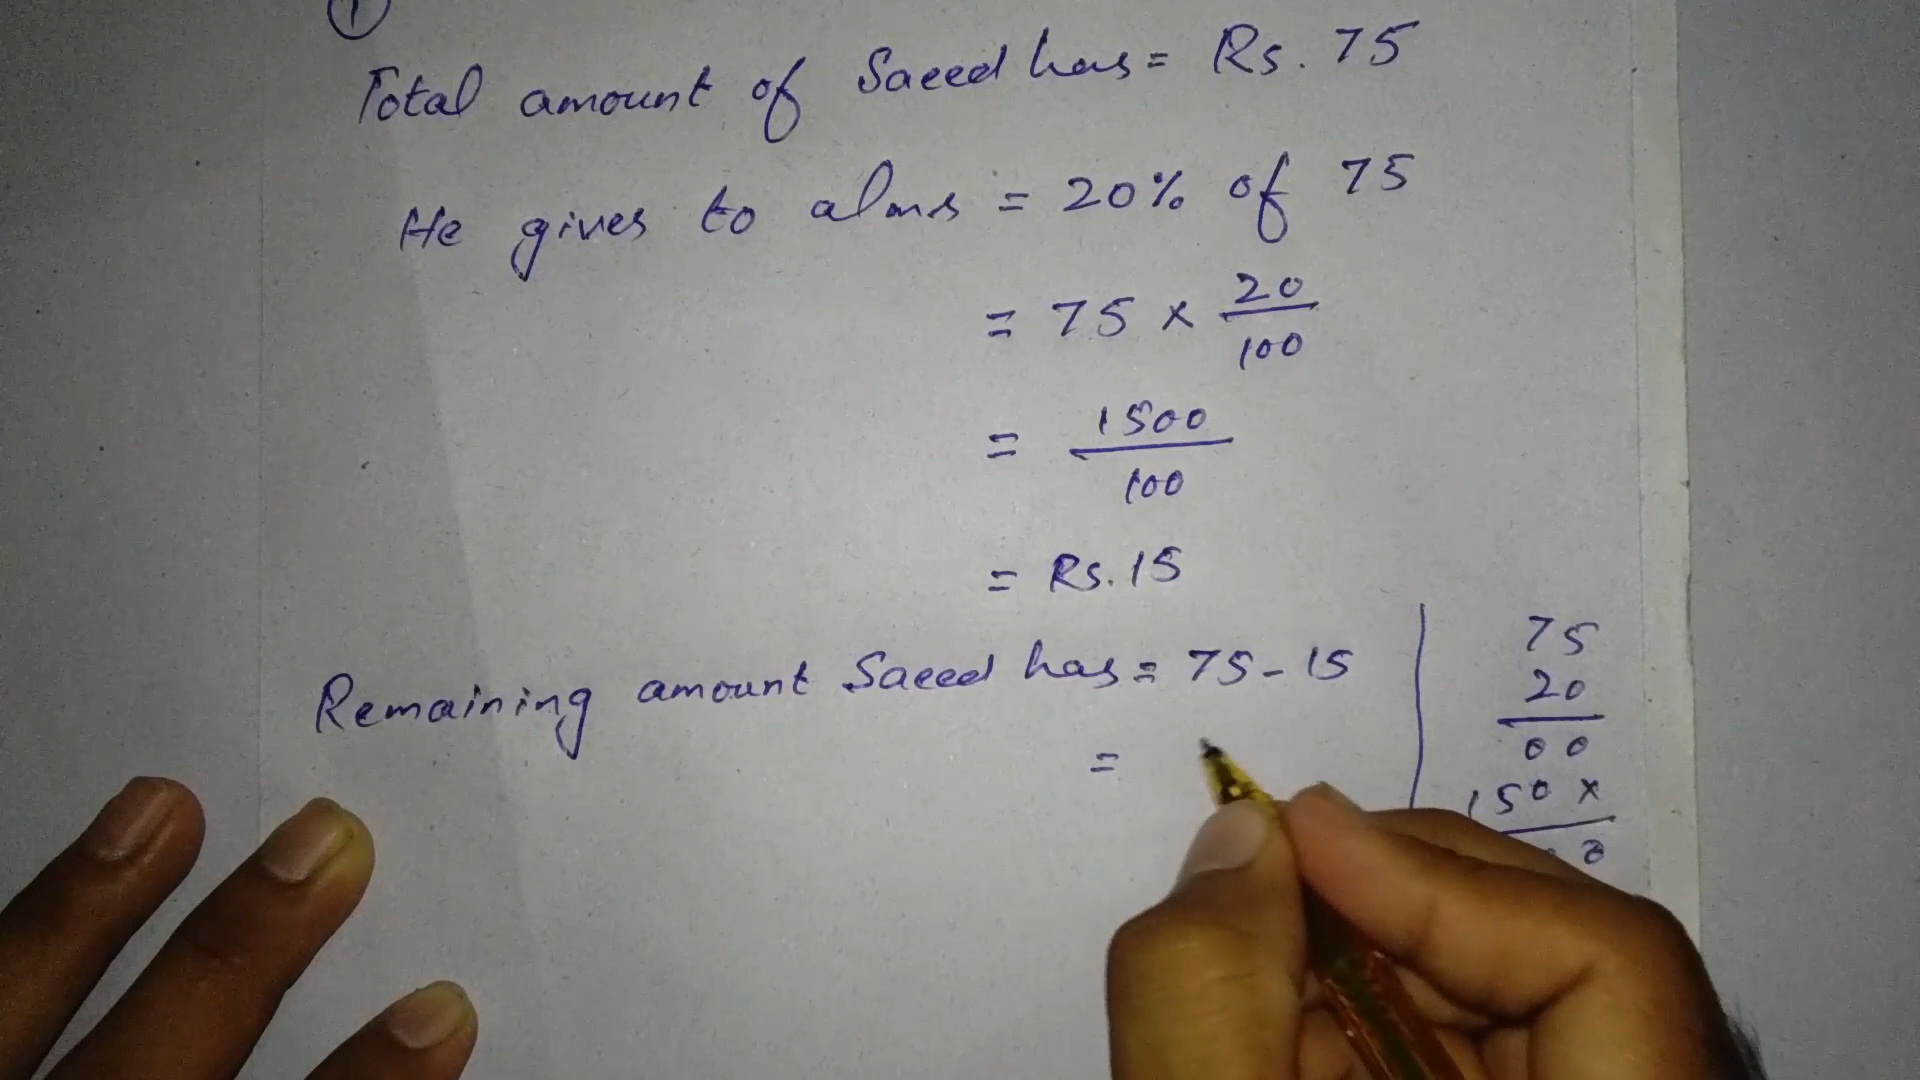 1
Total amount of Saeed has = Rs. 75
He gives to alms = 20% of 75
= 75 × 20/100
= 1500/100
= Rs. 15
Remaining amount Saeed has = 75 - 15
=
75
20
00
150 ×